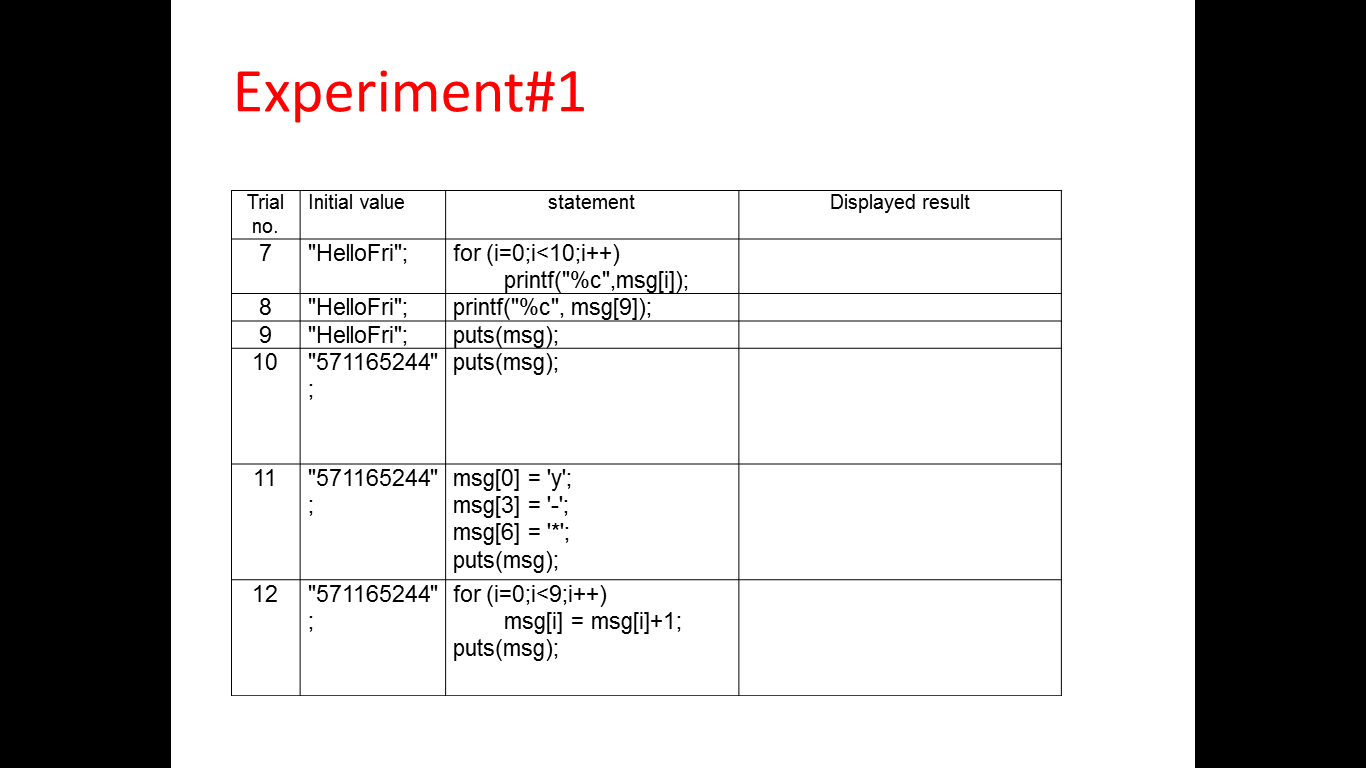 Experiment#1
Trial no. Initial value statement Displayed result
7 "HelloFri"; for (i=0;i<10;i++)
printf("%c",msg[i]);
8 "HelloFri"; printf("%c", msg[9]);
9 "HelloFri"; puts(msg);
10 "571165244" puts(msg);
;
11 "571165244" msg[0] = 'y';
; msg[3] = '-';
msg[6] = '*';
puts(msg);
12 "571165244" for (i=0;i<9;i++)
; msg[i] = msg[i]+1;
puts(msg);